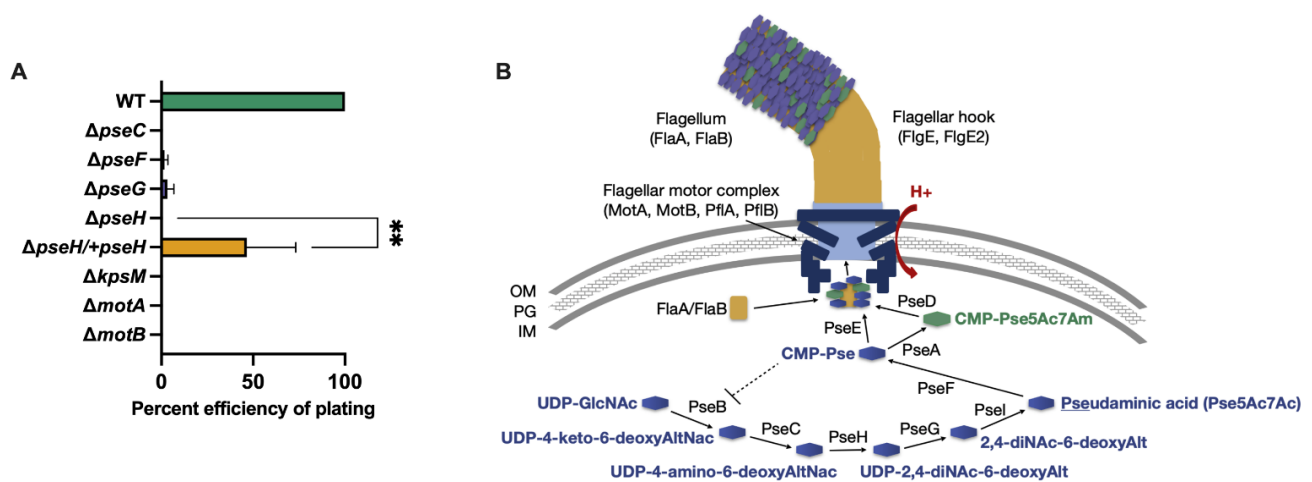 A
WT
ΔpseC
ΔpseF
ΔpseG
ΔpseH
ΔpseH/+pseH
ΔkpsM
ΔmotA
ΔmotB
**
0
50
100
Percent efficiency of plating
B
Flagellum
(FlaA, FlaB)
Flagellar hook
(FlgE, FlgE2)
Flagellar motor complex
(MotA, MotB, PflA, PflB)
H+
OM
PG
IM
FlaA/FlaB
PseD
CMP-Pse5Ac7Am
PseE
CMP-Pse
PseA
PseF
UDP-GlcNAc
PseB
Pseudaminic acid (Pse5Ac7Ac)
PseI
UDP-4-keto-6-deoxyAltNac
PseC
PseH
PseG
2,4-diNAc-6-deoxyAlt
UDP-4-amino-6-deoxyAltNac
UDP-2,4-diNAc-6-deoxyAlt